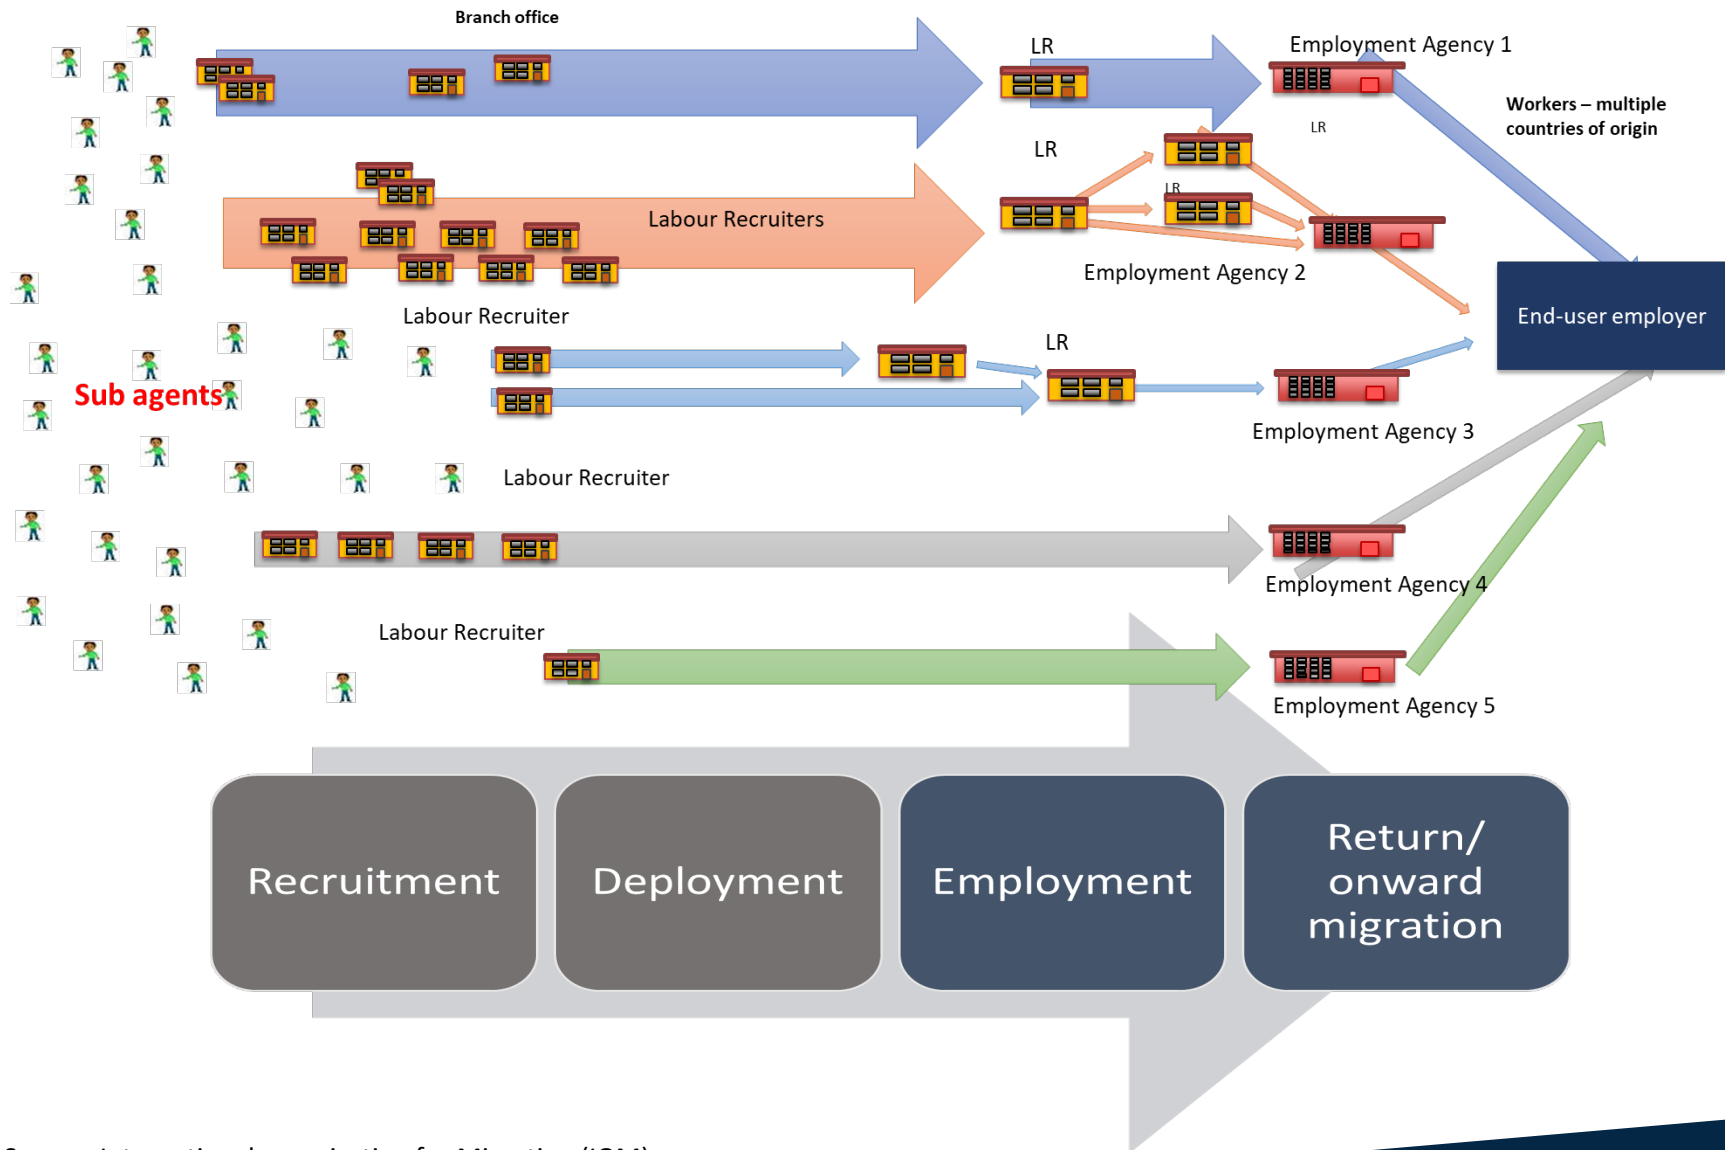 Branch office
LR
Employment Agency 1
Workers – multiple
countries of origin
LR
LR
LR
Labour Recruiters
Employment Agency 2
Labour Recruiter
End-user employer
LR
Sub agents
Employment Agency 3
Labour Recruiter
Employment Agency 4
Labour Recruiter
Employment Agency 5
Recruitment
Deployment
Employment
Return/
onward
migration